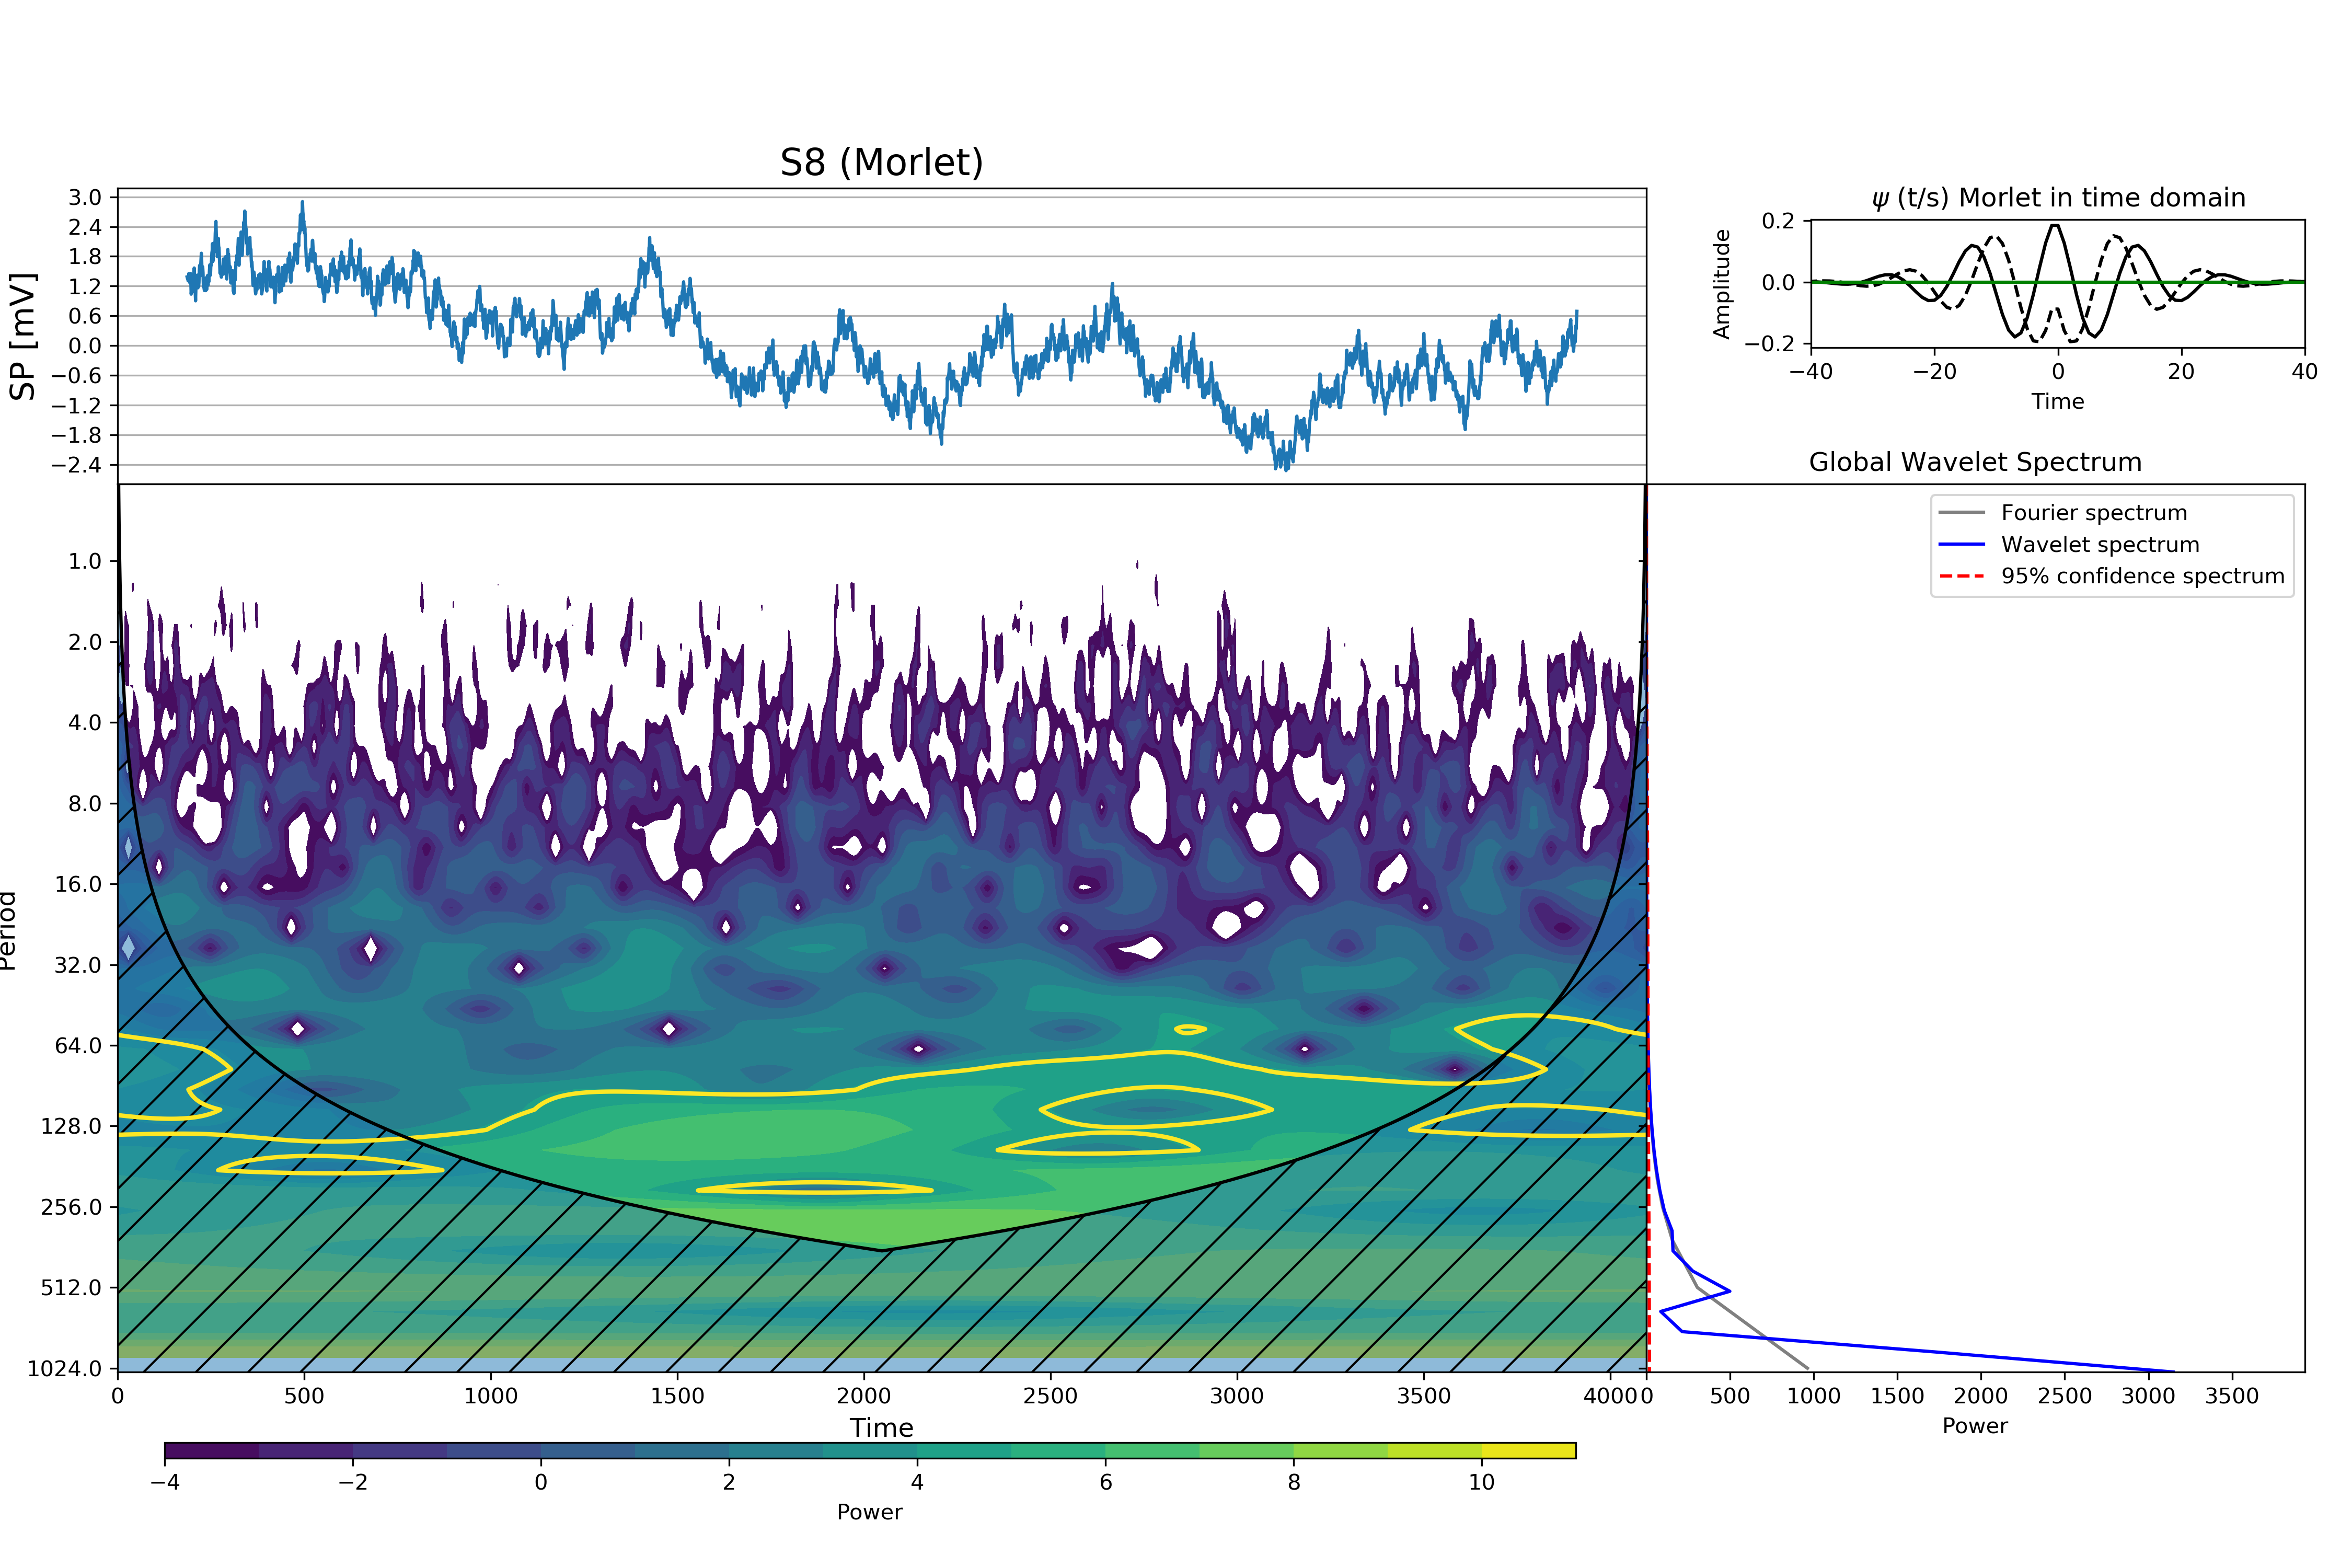 S8 (Morlet)
3.0
2.4
1.8
1.2
0.6
0.0
−0.6
−1.2
−1.8
−2.4
SP [mV]
ψ (t/s) Morlet in time domain
0.2
0.0
−0.2
Amplitude
−40 −20 0 20 40
Time
Global Wavelet Spectrum
Fourier spectrum
Wavelet spectrum
95% confidence spectrum
1.0
2.0
4.0
8.0
16.0
32.0
64.0
128.0
256.0
512.0
1024.0
Period
0 500 1000 1500 2000 2500 3000 3500 4000
Time
0 500 1000 1500 2000 2500 3000 3500
Power
−4 −2 0 2 4 6 8 10
Power